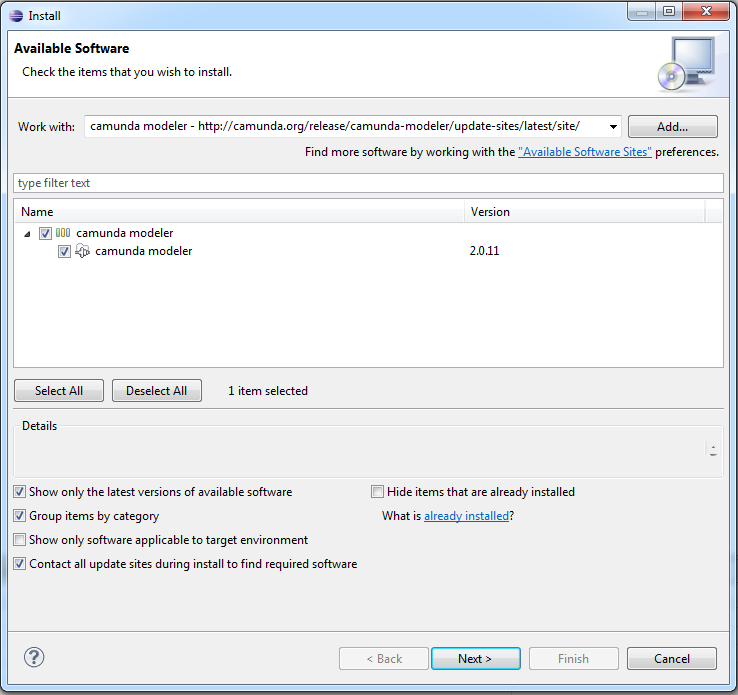 Install
Available Software
Check the items that you wish to install.
Work with: camunda modeler - http://camunda.org/release/camunda-modeler/update-sites/latest/site/ Add...
Find more software by working with the "Available Software Sites" preferences.
type filter text
Name Version
camunda modeler
camunda modeler 2.0.11
Select All Deselect All 1 item selected
Details
Show only the latest versions of available software Hide items that are already installed
Group items by category What is already installed?
Show only software applicable to target environment
Contact all update sites during install to find required software
? < Back Next > Finish Cancel